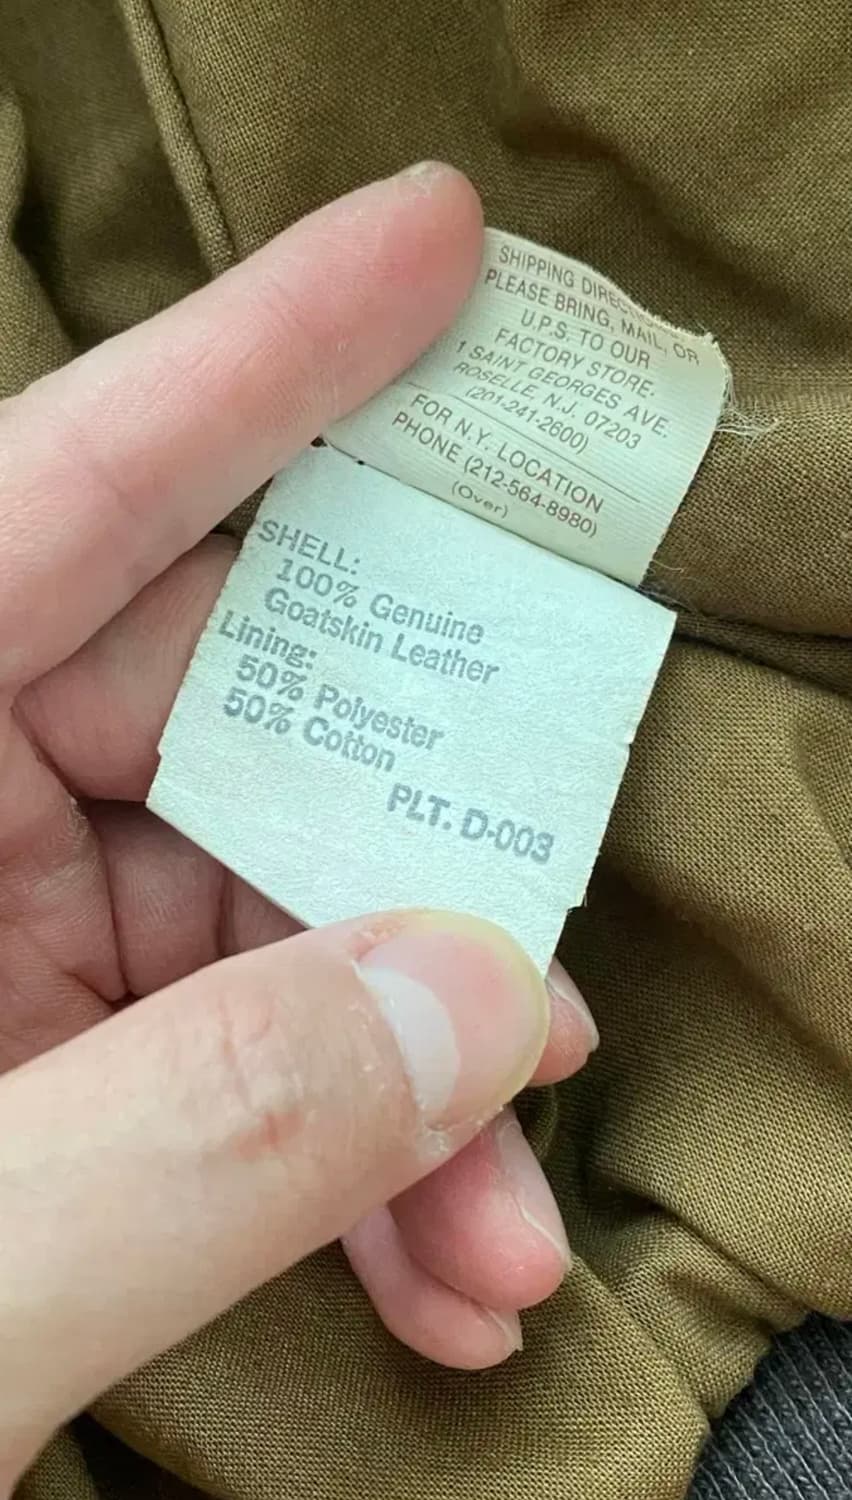 SHIPPING
PLEASE BRING, MAIL, OR
U.P.S. TO OUR
FACTORY STORE.
1 SAINT GEORGES AVE.
ROSELLE, N.J. 07203
(201-241-2600)
FOR N.Y. LOCATION
PHONE (212-564-8980)
(Over)
SHELL:
100% Genuine
Goatskin Leather
Lining:
50% Polyester
50% Cotton
PLT. D-003